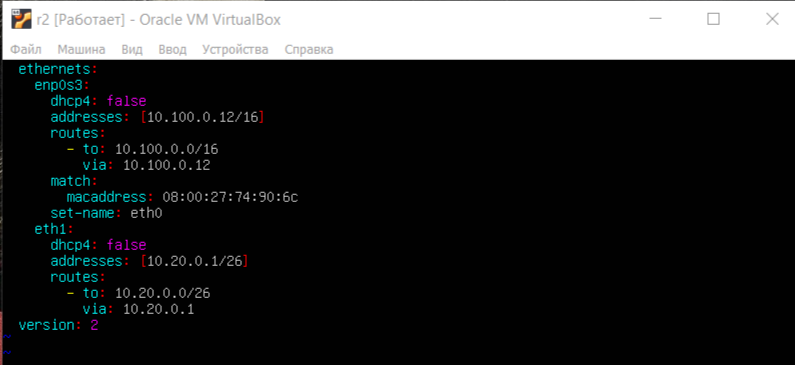 r2 [Работает] - Oracle VM VirtualBox
Файл Машина Вид Ввод Устройства Справка
ethernets:
  enp0s3:
    dhcp4: false
    addresses: [10.100.0.12/16]
    routes:
      - to: 10.100.0.0/16
        via: 10.100.0.12
    match:
      macaddress: 08:00:27:74:90:6c
    set-name: eth0
  eth1:
    dhcp4: false
    addresses: [10.20.0.1/26]
    routes:
      - to: 10.20.0.0/26
        via: 10.20.0.1
version: 2
~
~